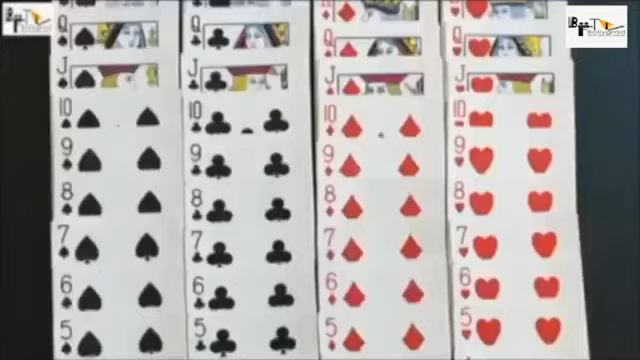 Q Q Q Q
J J J J
10 10 10 10
9 9 9 9
8 8 8 8
7 7 7 7
6 6 6 6
5 5 5 5